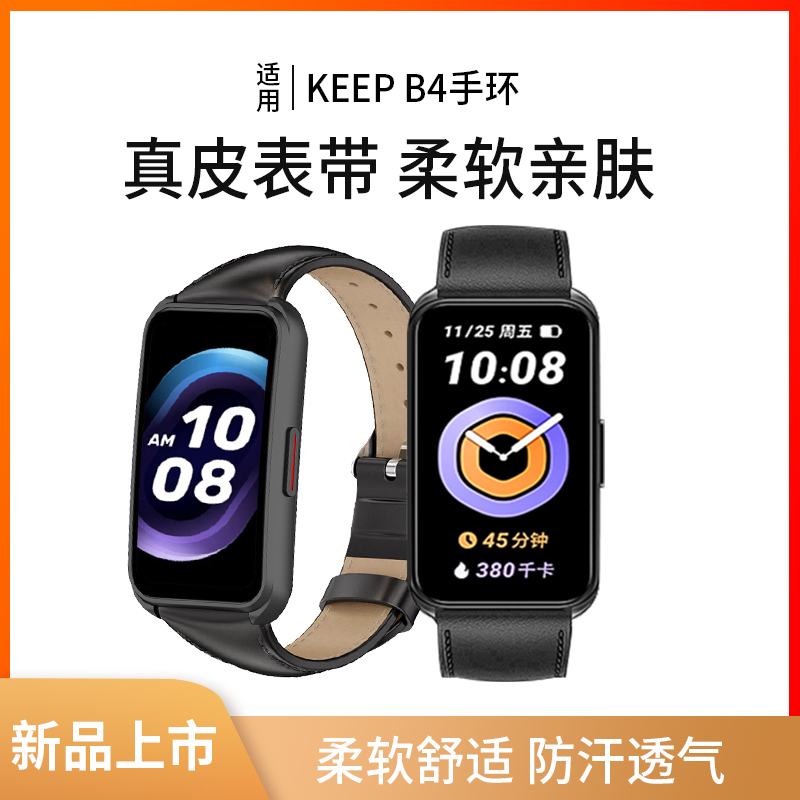 适用
KEEP B4手环
真皮表带 柔软亲肤
AM 10
08
11/25 周五
10:08
45分钟
380千卡
新品上市
柔软舒适 防汗透气